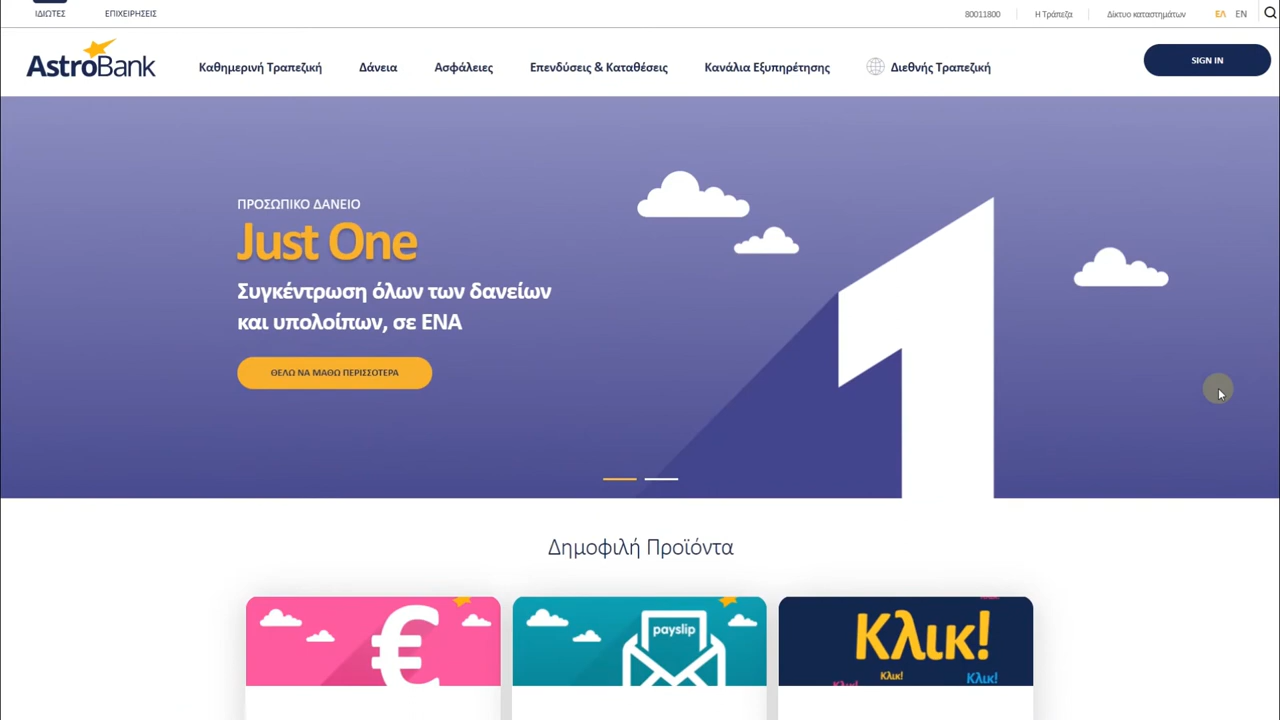 ΙΔΙΩΤΕΣ
ΕΠΙΧΕΙΡΗΣΕΙΣ
80011800
Η Τράπεζα
Δίκτυο καταστημάτων
ΕΛ
EN
AstroBank
Καθημερινή Τραπεζική
Δάνεια
Ασφάλειες
Επενδύσεις & Καταθέσεις
Κανάλια Εξυπηρέτησης
Διεθνής Τραπεζική
SIGN IN
ΠΡΟΣΩΠΙΚΟ ΔΑΝΕΙΟ
Just One
Συγκέντρωση όλων των δανείων
και υπολοίπων, σε ΕΝΑ
ΘΕΛΩ ΝΑ ΜΑΘΩ ΠΕΡΙΣΣΟΤΕΡΑ
1
Δημοφιλή Προϊόντα
€
payslip
Κλικ!
Κλικ!
Κλικ!
Κλικ!